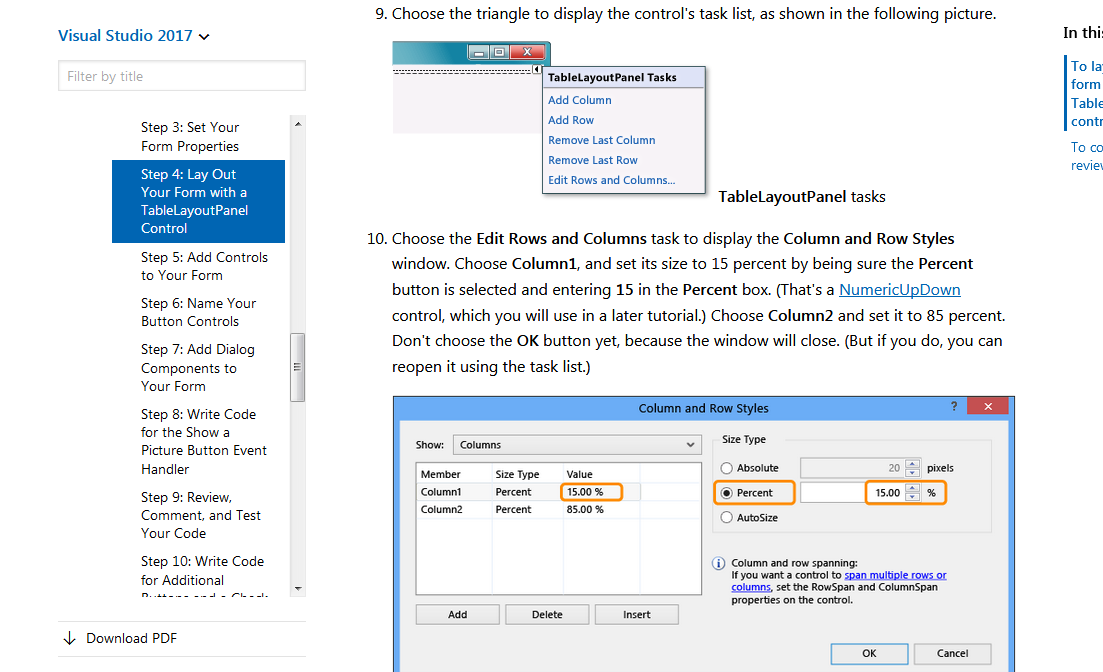 Visual Studio 2017
Filter by title
Step 3: Set Your
Form Properties
Step 4: Lay Out
Your Form with a
TableLayoutPanel
Control
Step 5: Add Controls
to Your Form
Step 6: Name Your
Button Controls
Step 7: Add Dialog
Components to
Your Form
Step 8: Write Code
for the Show a
Picture Button Event
Handler
Step 9: Review,
Comment, and Test
Your Code
Step 10: Write Code
for Additional
Buttons and a Check
Download PDF
9. Choose the triangle to display the control's task list, as shown in the following picture.
TableLayoutPanel Tasks
Add Column
Add Row
Remove Last Column
Remove Last Row
Edit Rows and Columns...
TableLayoutPanel tasks
10. Choose the Edit Rows and Columns task to display the Column and Row Styles
window. Choose Column1, and set its size to 15 percent by being sure the Percent
button is selected and entering 15 in the Percent box. (That's a NumericUpDown
control, which you will use in a later tutorial.) Choose Column2 and set it to 85 percent.
Don't choose the OK button yet, because the window will close. (But if you do, you can
reopen it using the task list.)
Column and Row Styles
? X
Show: Columns
Member Size Type Value
Column1 Percent 15.00 %
Column2 Percent 85.00 %
Add Delete Insert
Size Type
Absolute 20 pixels
Percent 15.00 %
AutoSize
Column and row spanning:
If you want a control to span multiple rows or
columns, set the RowSpan and ColumnSpan
properties on the control.
OK Cancel
In this
To la
form
Table
contr
To co
review